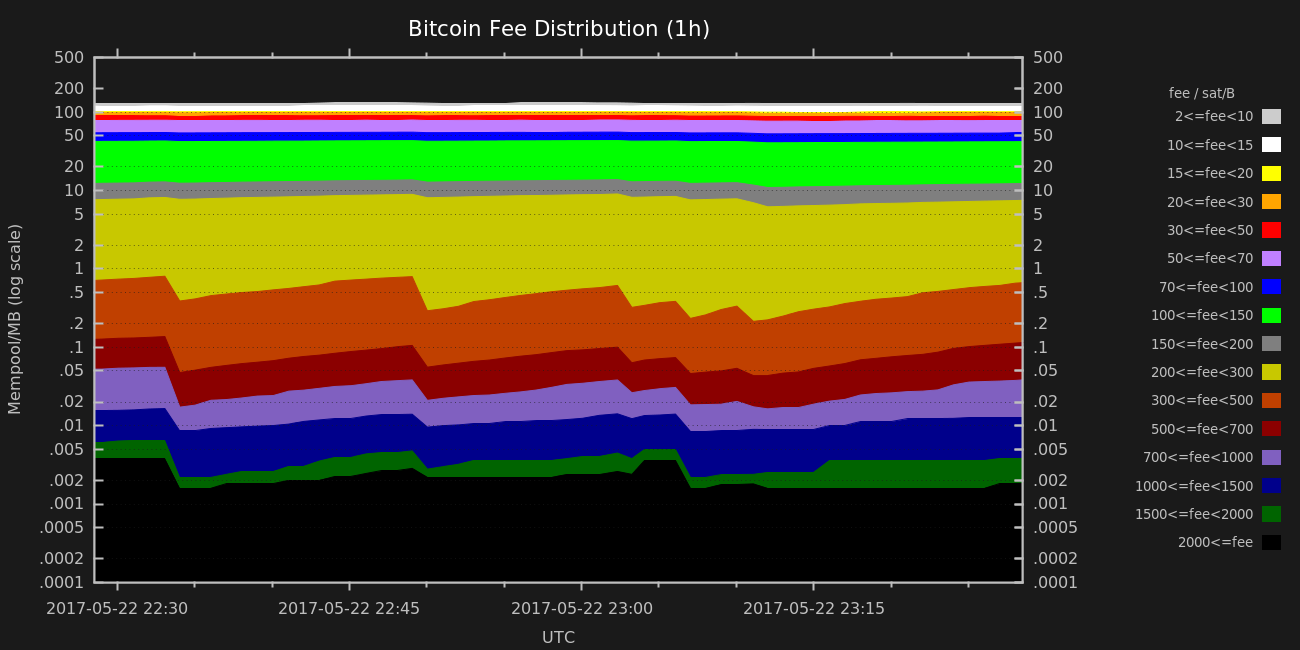 Bitcoin Fee Distribution (1h)
500
200
100
50
20
10
5
2
1
.5
.2
.1
.05
.02
.01
.005
.002
.001
.0005
.0002
.0001
Mempool/MB (log scale)
500
200
100
50
20
10
5
2
1
.5
.2
.1
.05
.02
.01
.005
.002
.001
.0005
.0002
.0001
2017-05-22 22:30
2017-05-22 22:45
2017-05-22 23:00
2017-05-22 23:15
UTC
fee / sat/B
2<=fee<10
10<=fee<15
15<=fee<20
20<=fee<30
30<=fee<50
50<=fee<70
70<=fee<100
100<=fee<150
150<=fee<200
200<=fee<300
300<=fee<500
500<=fee<700
700<=fee<1000
1000<=fee<1500
1500<=fee<2000
2000<=fee